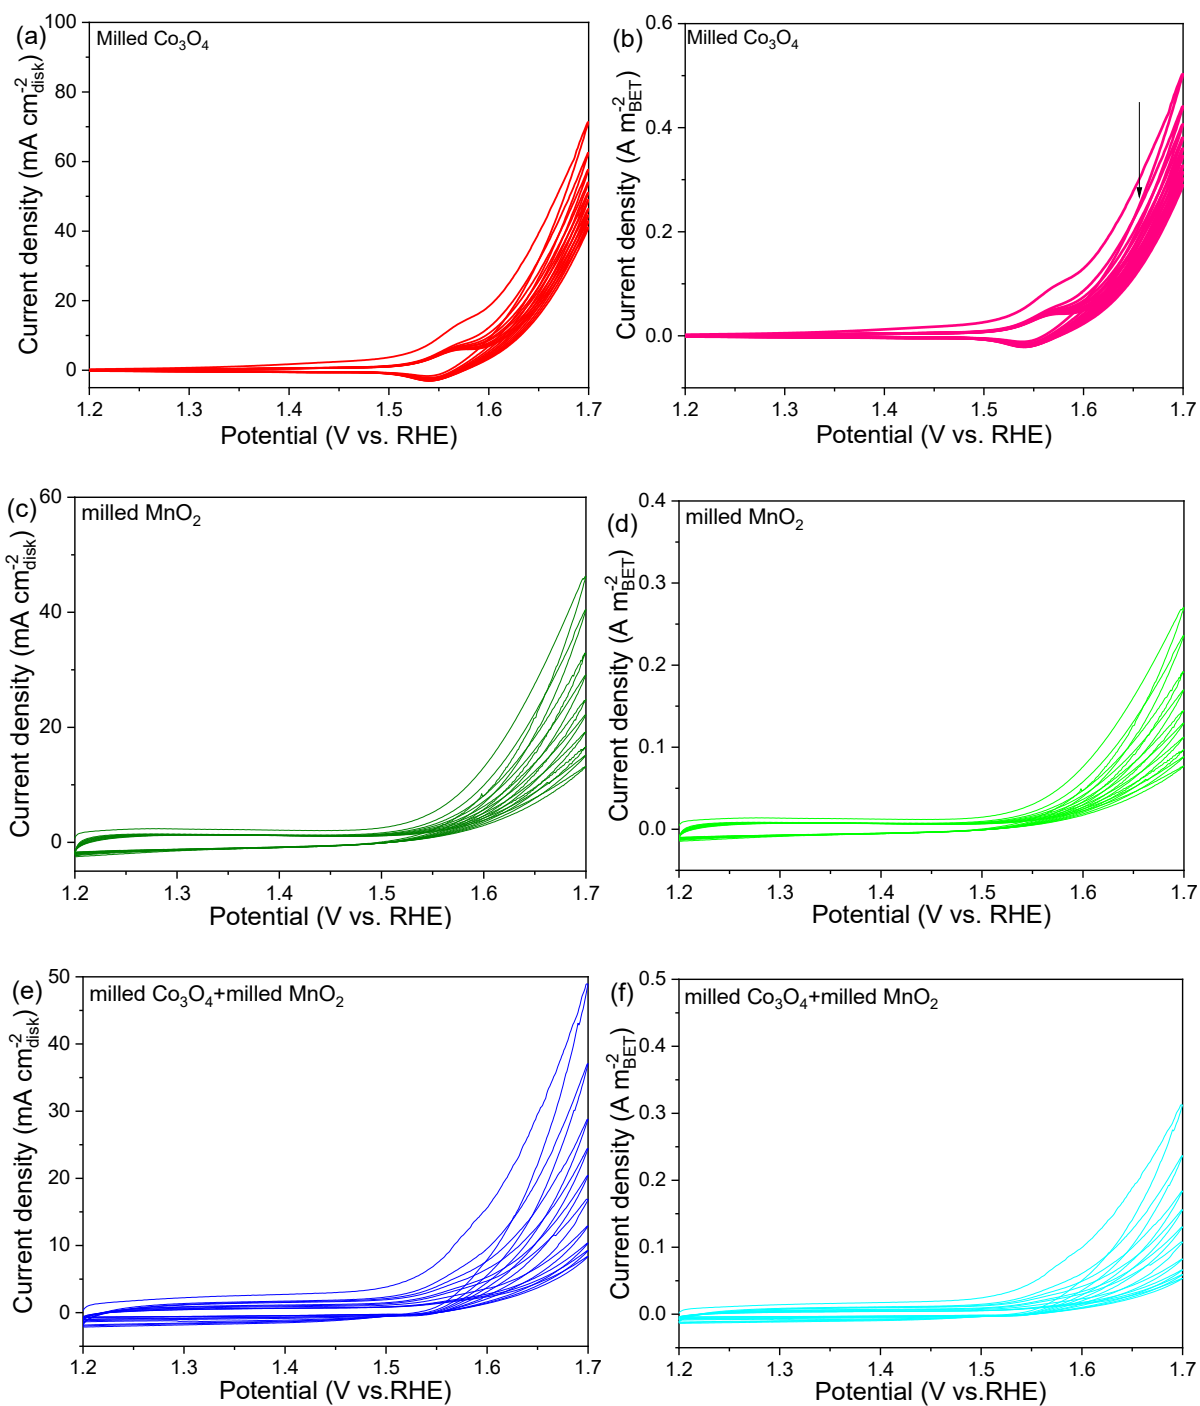 (a)
Milled Co₃O₄
100
80
60
40
20
0
Current density (mA cm⁻²disk)
1.2 1.3 1.4 1.5 1.6 1.7
Potential (V vs. RHE)
(b)
Milled Co₃O₄
0.6
0.4
0.2
0.0
Current density (A m⁻²BET)
1.2 1.3 1.4 1.5 1.6 1.7
Potential (V vs. RHE)
(c)
milled MnO₂
60
40
20
0
Current density (mA cm⁻²disk)
1.2 1.3 1.4 1.5 1.6 1.7
Potential (V vs. RHE)
(d)
milled MnO₂
0.4
0.3
0.2
0.1
0.0
Current density (A m⁻²BET)
1.2 1.3 1.4 1.5 1.6 1.7
Potential (V vs. RHE)
(e)
milled Co₃O₄+milled MnO₂
50
40
30
20
10
0
Current density (mA cm⁻²disk)
1.2 1.3 1.4 1.5 1.6 1.7
Potential (V vs.RHE)
(f)
milled Co₃O₄+milled MnO₂
0.5
0.4
0.3
0.2
0.1
0.0
Current density (A m⁻²BET)
1.2 1.3 1.4 1.5 1.6 1.7
Potential (V vs.RHE)